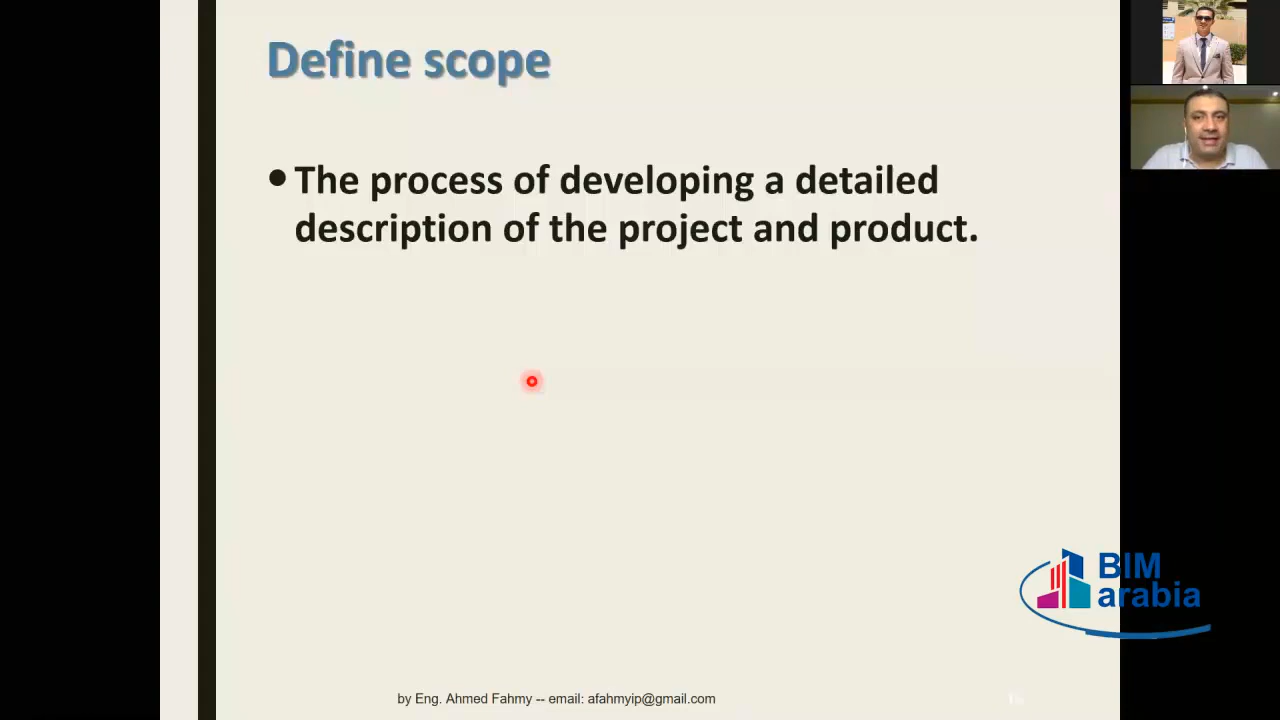 Define scope
• The process of developing a detailed
description of the project and product.
BIM
arabia
by Eng. Ahmed Fahmy -- email: afahmyip@gmail.com